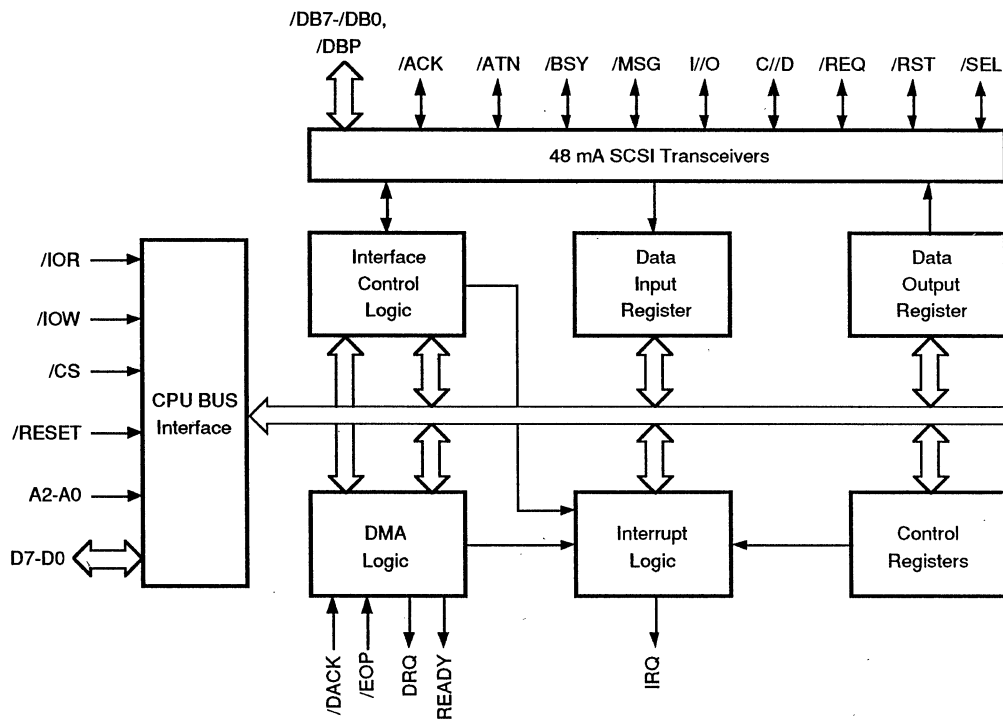 /DB7-/DB0,
/DBP
/ACK
/ATN
/BSY
/MSG
I//O
C//D
/REQ
/RST
/SEL
48 mA SCSI Transceivers
Interface
Control
Logic
Data
Input
Register
Data
Output
Register
/IOR
/IOW
/CS
/RESET
A2-A0
D7-D0
CPU BUS
Interface
DMA
Logic
Interrupt
Logic
Control
Registers
/DACK
/EOP
DRQ
READY
IRQ